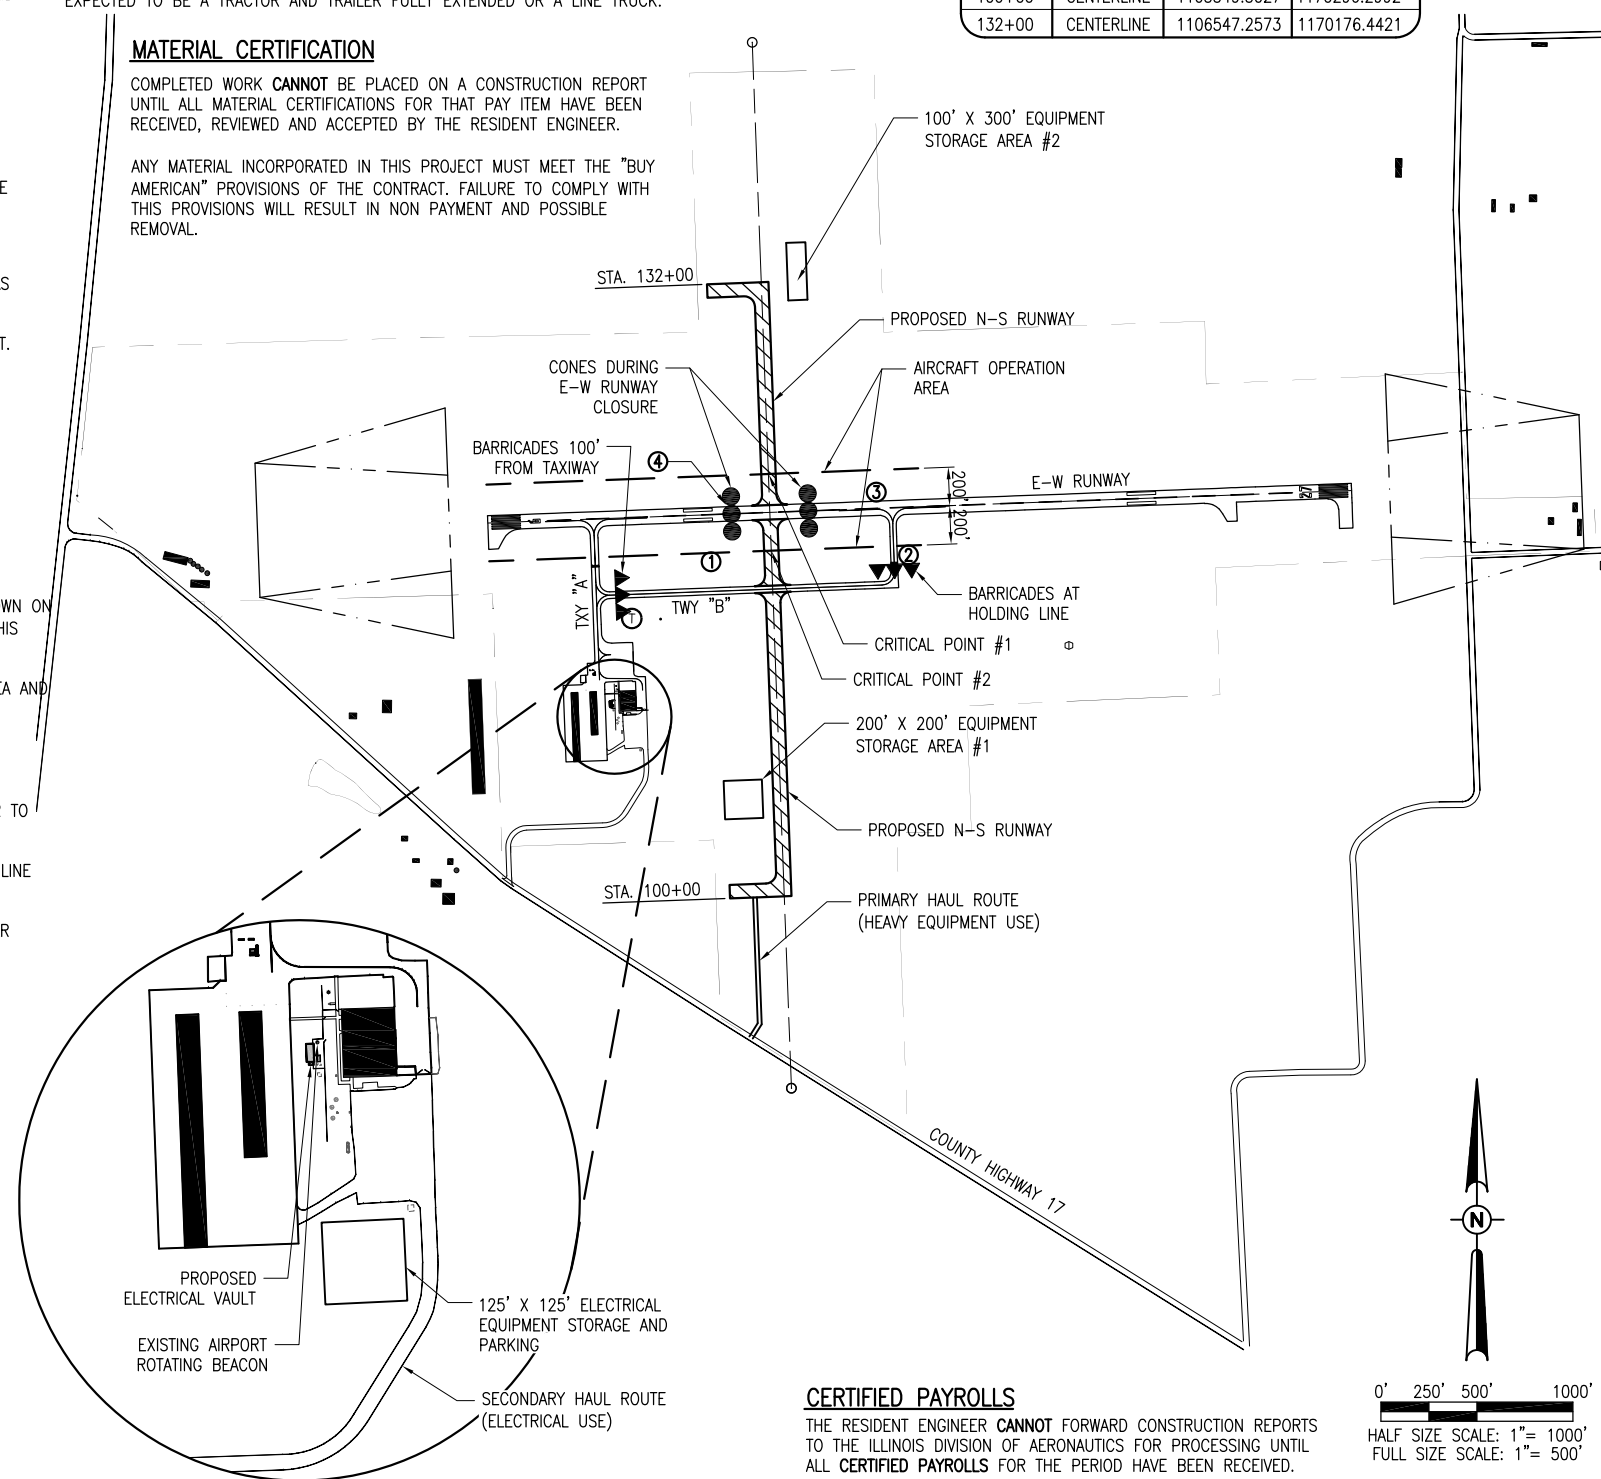 EXPECTED TO BE A TRACTOR AND TRAILER FULLY EXTENDED OR A LINE TRUCK.
132+00 CENTERLINE 1106547.2573 1170176.4421
MATERIAL CERTIFICATION
COMPLETED WORK CANNOT BE PLACED ON A CONSTRUCTION REPORT
UNTIL ALL MATERIAL CERTIFICATIONS FOR THAT PAY ITEM HAVE BEEN
RECEIVED, REVIEWED AND ACCEPTED BY THE RESIDENT ENGINEER.
ANY MATERIAL INCORPORATED IN THIS PROJECT MUST MEET THE "BUY
AMERICAN" PROVISIONS OF THE CONTRACT. FAILURE TO COMPLY WITH
THIS PROVISIONS WILL RESULT IN NON PAYMENT AND POSSIBLE
REMOVAL.
100' X 300' EQUIPMENT
STORAGE AREA #2
STA. 132+00
PROPOSED N-S RUNWAY
CONES DURING
E-W RUNWAY
CLOSURE
AIRCRAFT OPERATION
AREA
BARRICADES 100'
FROM TAXIWAY
4
3
200'
200'
E-W RUNWAY
27
1
2
BARRICADES AT
HOLDING LINE
TXY "A"
TWY "B"
T
CRITICAL POINT #1
CRITICAL POINT #2
200' X 200' EQUIPMENT
STORAGE AREA #1
PROPOSED N-S RUNWAY
STA. 100+00
PRIMARY HAUL ROUTE
(HEAVY EQUIPMENT USE)
COUNTY HIGHWAY 17
OWN ON
HIS
EA AND
TO
LINE
PROPOSED
ELECTRICAL VAULT
EXISTING AIRPORT
ROTATING BEACON
125' X 125' ELECTRICAL
EQUIPMENT STORAGE AND
PARKING
SECONDARY HAUL ROUTE
(ELECTRICAL USE)
N
CERTIFIED PAYROLLS
THE RESIDENT ENGINEER CANNOT FORWARD CONSTRUCTION REPORTS
TO THE ILLINOIS DIVISION OF AERONAUTICS FOR PROCESSING UNTIL
ALL CERTIFIED PAYROLLS FOR THE PERIOD HAVE BEEN RECEIVED.
0' 250' 500' 1000'
HALF SIZE SCALE: 1"= 1000'
FULL SIZE SCALE: 1"= 500'